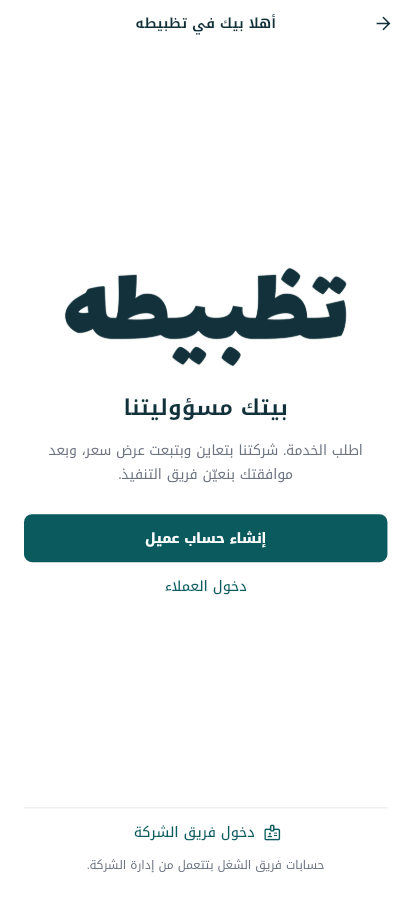 أهلا بيك في تظبيطه
تظبيطه
بيتك مسؤوليتنا
اطلب الخدمة. شركتنا بتعاين وبتبعت عرض سعر، وبعد
موافقتك بنعيّن فريق التنفيذ.
إنشاء حساب عميل
دخول العملاء
دخول فريق الشركة
حسابات فريق الشغل بتتعمل من إدارة الشركة.